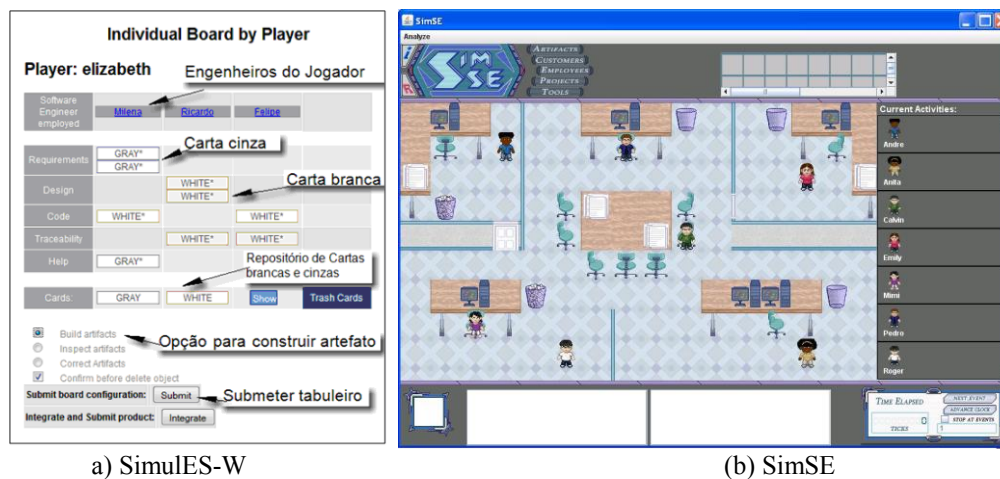 Individual Board by Player
Player: elizabeth
Engenheiros do Jogador
Software Engineer employed
Milena
Ricardo
Felipe
Requirements
GRAY*
GRAY*
Carta cinza
Design
WHITE*
WHITE*
Carta branca
Code
WHITE*
WHITE*
Traceability
WHITE*
WHITE*
Help
GRAY*
Repositório de Cartas
brancas e cinzas
Cards:
GRAY
WHITE
Show
Trash Cards
Build artifacts
Opção para construir artefato
Inspect artifacts
Correct Artifacts
Confirm before delete object
Submit board configuration:
Submit
Submeter tabuleiro
Integrate and Submit product:
Integrate
a) SimulES-W
SimSE
Analyze
SIM
SE
ARTIFACTS
CUSTOMERS
EMPLOYEES
PROJECTS
TOOLS
R
0
Current Activities:
Andre
Anita
Calvin
Emily
Mimi
Pedro
Roger
TIME ELAPSED
0
TICKS
NEXT EVENT
ADVANCE CLOCK
STOP AT EVENTS
1
(b) SimSE